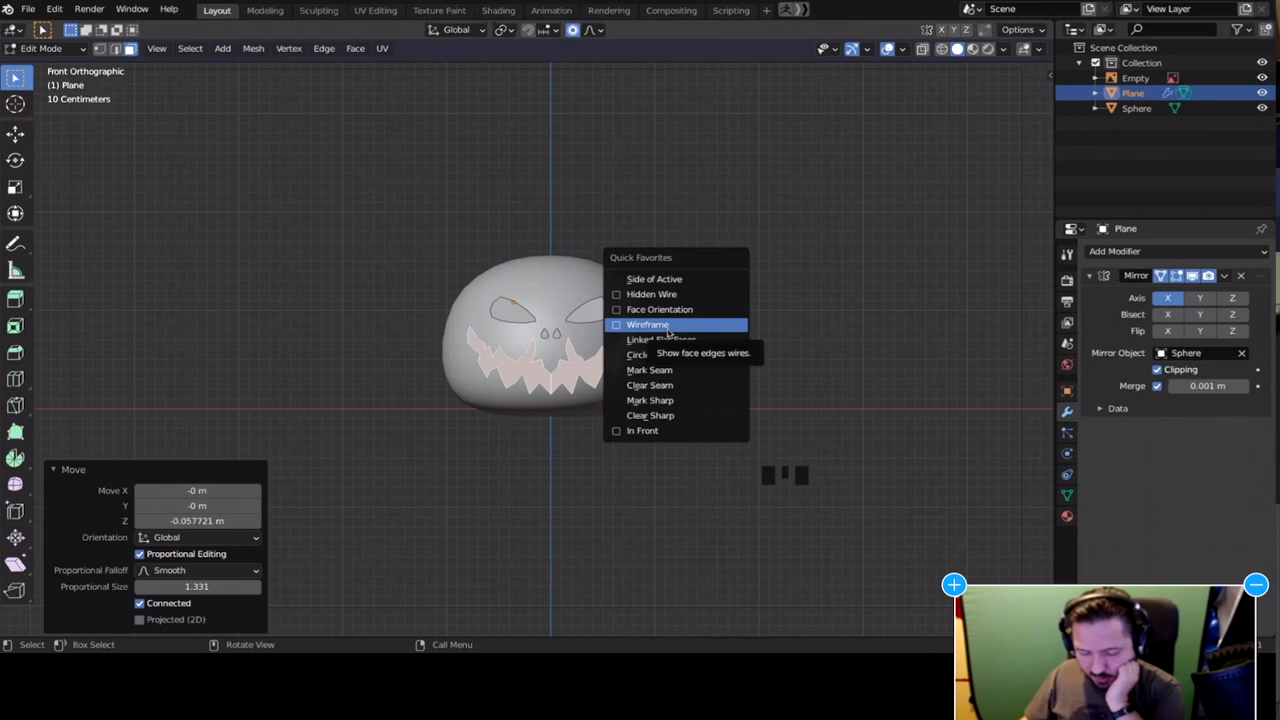 File Edit Render Window Help Layout Modeling Sculpting UV Editing Texture Paint Shading Animation Rendering Compositing Scripting + Scene View Layer
Global Options
Edit Mode View Select Add Mesh Vertex Edge Face UV X Y Z
Front Orthographic
(1) Plane
10 Centimeters
Scene Collection
Collection
Empty
Plane
Sphere
Plane
Add Modifier
Mirror
Axis X Y Z
Bisect X Y Z
Flip X Y Z
Mirror Object Sphere
Clipping
Merge 0.001 m
Data
Quick Favorites
Side of Active
Hidden Wire
Face Orientation
Wireframe
Show face edges wires.
Mark Seam
Clear Seam
Mark Sharp
Clear Sharp
In Front
Move
Move X -0 m
Y -0 m
Z -0.057721 m
Orientation Global
Proportional Editing
Proportional Falloff Smooth
Proportional Size 1.331
Connected
Projected (2D)
Select Box Select Rotate View Call Menu